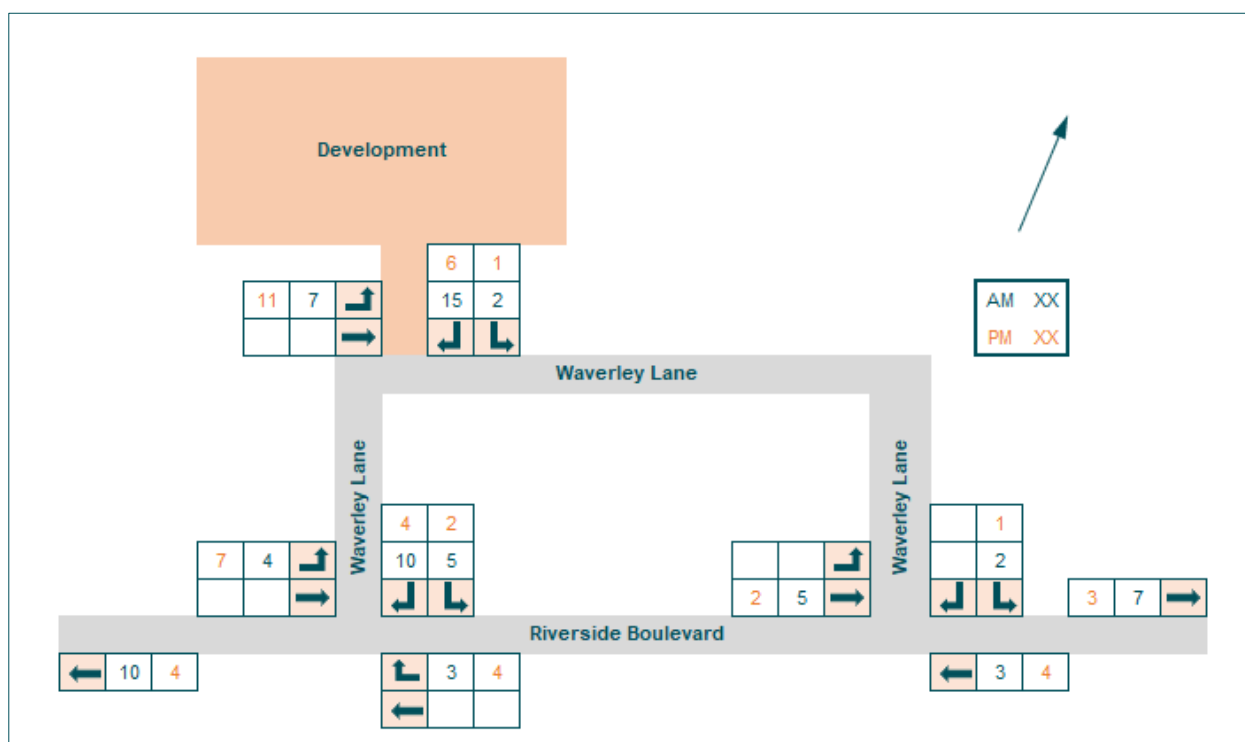 Development
6 1
11 7
15 2
AM XX
PM XX
Waverley Lane
Waverley Lane
Waverley Lane
4 2
1
7 4
10 5
2
2 5
3 7
Riverside Boulevard
10 4
3 4
3 4